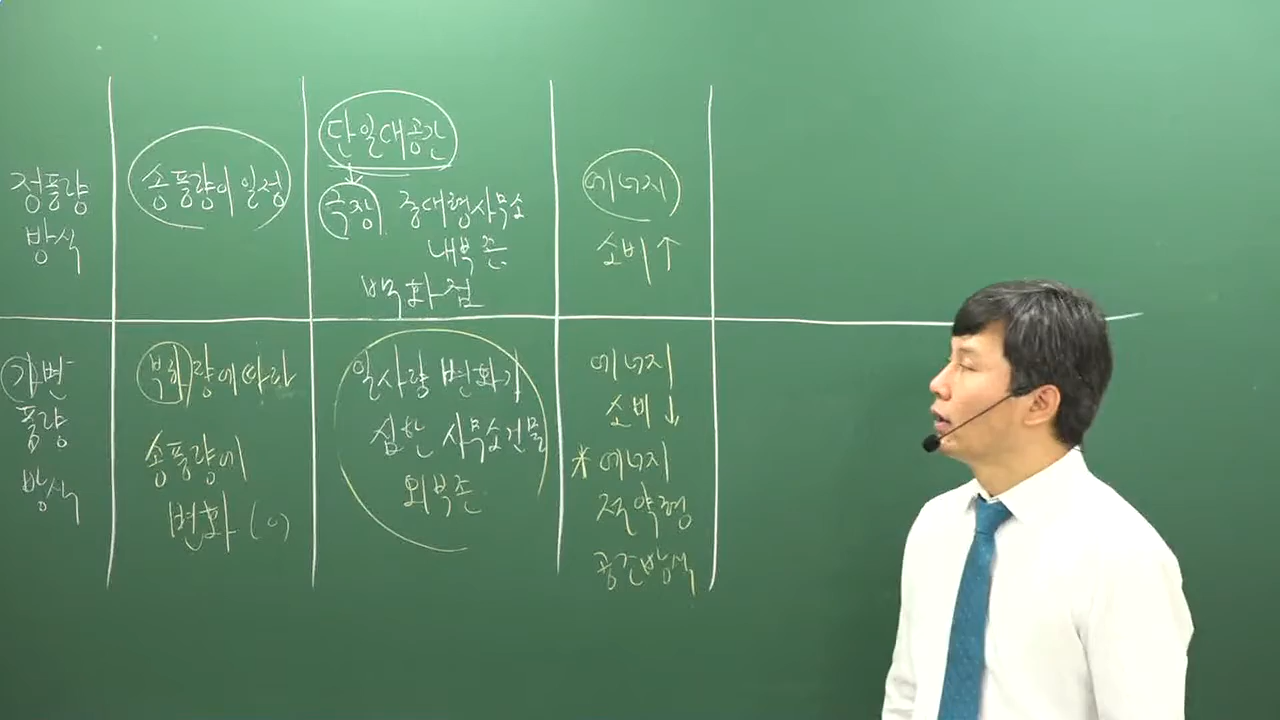 정풍량
방식
송풍량이 일정
단일대공간
극장 중대형사무소
내부존
백화점
에너지
소비↑
가변
풍량
방식
부하량에 따라
송풍량에
변화 (o)
일사량 변화가
심한 사무소건물
외부존
에너지
소비↓
*에너지
절약형
공간방식